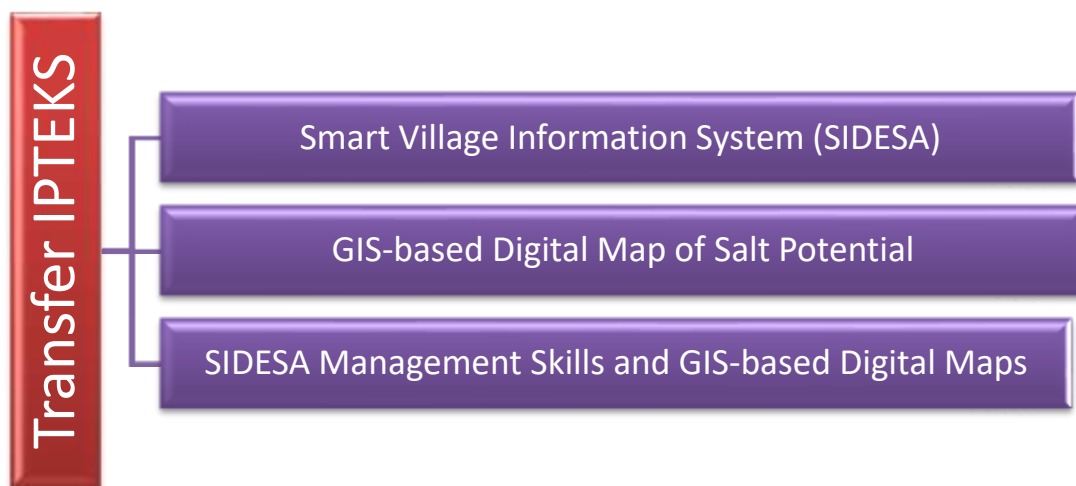 Transfer IPTEKS
Smart Village Information System (SIDESA)
GIS-based Digital Map of Salt Potential
SIDESA Management Skills and GIS-based Digital Maps